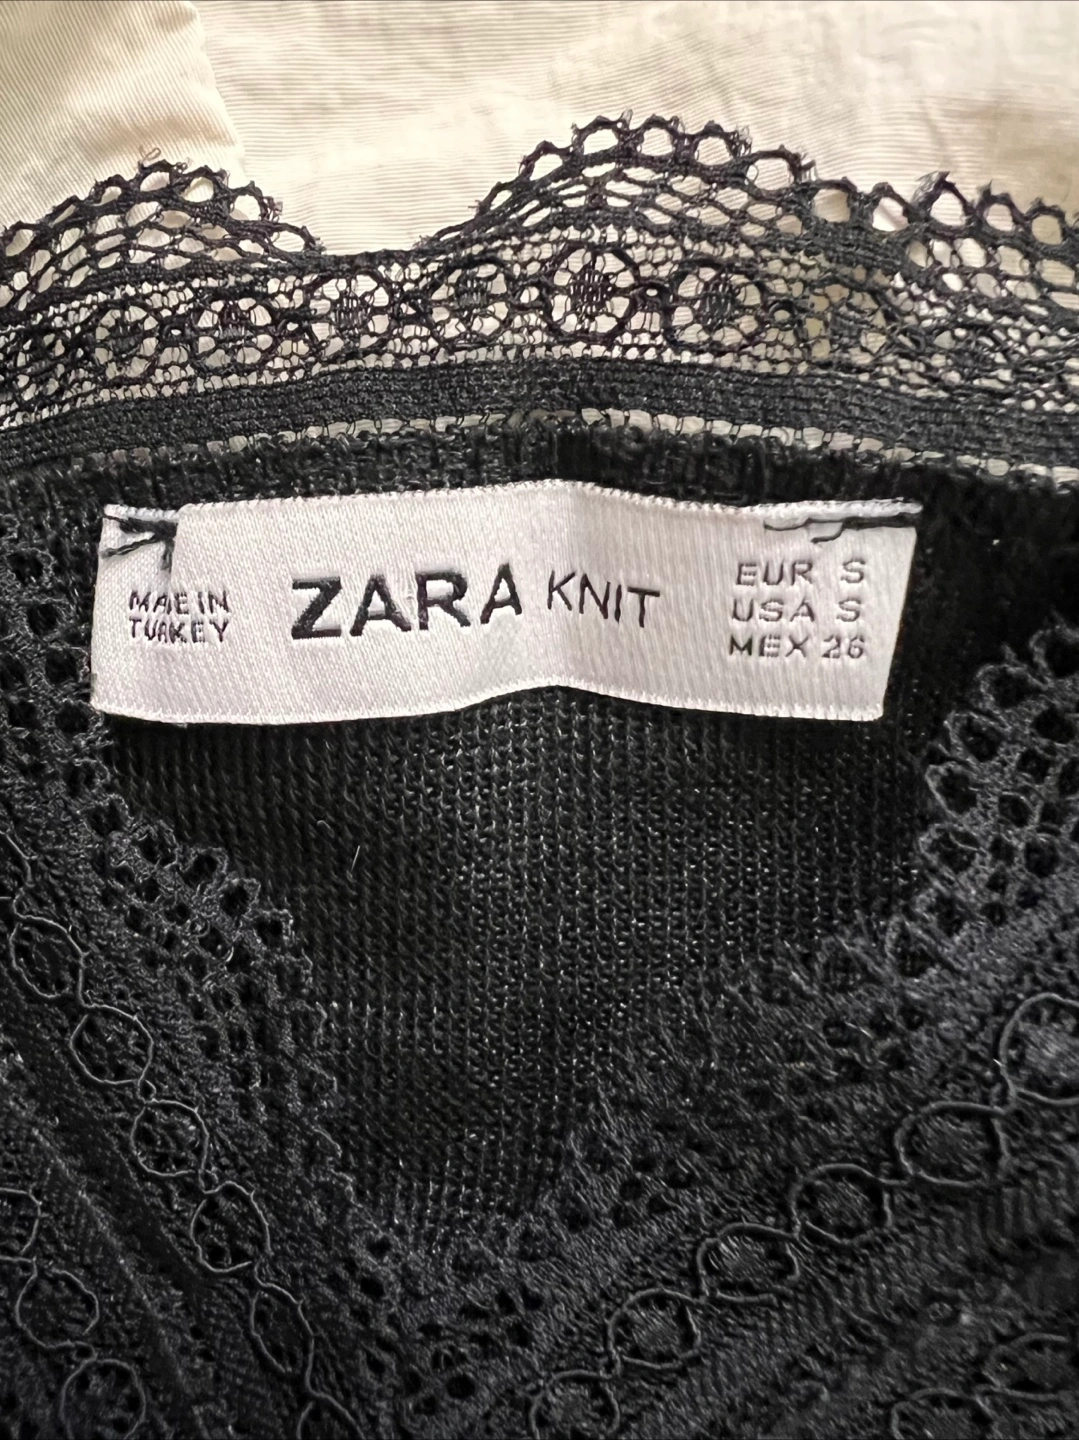 MADE IN
TURKEY
ZARA KNIT
EUR S
USA S
MEX 26